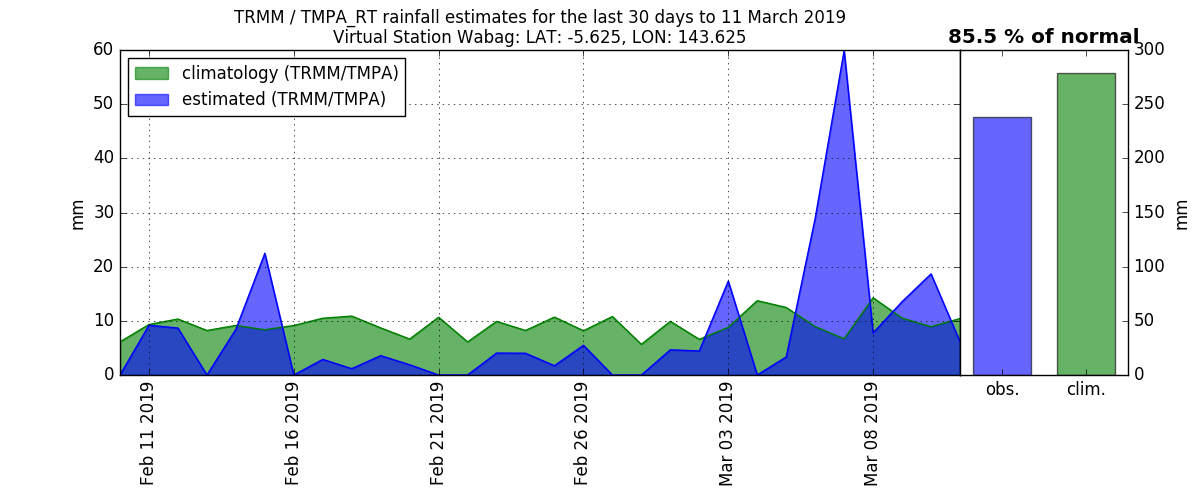 TRMM / TMPA_RT rainfall estimates for the last 30 days to 11 March 2019
Virtual Station Wabag: LAT: -5.625, LON: 143.625
85.5 % of normal
climatology (TRMM/TMPA)
estimated (TRMM/TMPA)
60
50
40
30
20
10
0
mm
Feb 11 2019
Feb 16 2019
Feb 21 2019
Feb 26 2019
Mar 03 2019
Mar 08 2019
obs.
clim.
300
250
200
150
100
50
0
mm